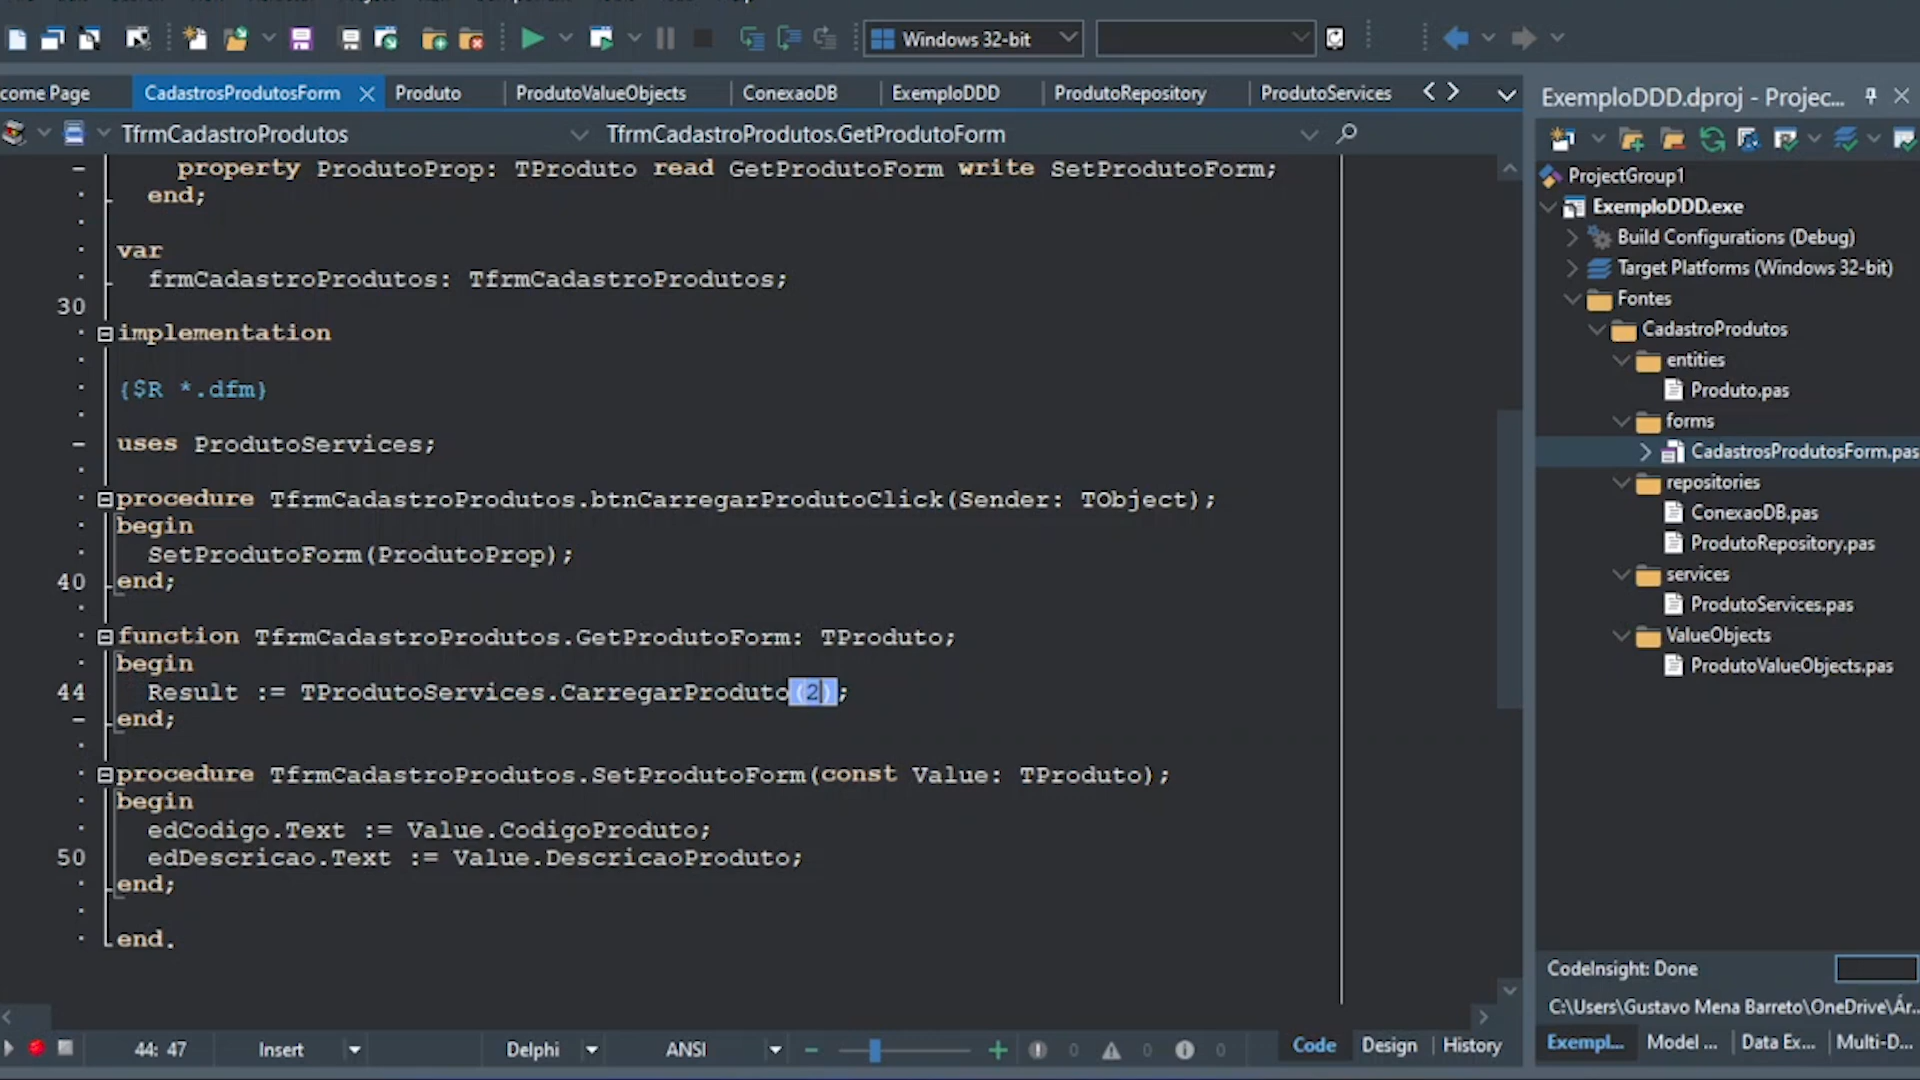 Windows 32-bit
come Page
CadastrosProdutosForm
Produto
ProdutoValueObjects
ConexaoDB
ExemploDDD
ProdutoRepository
ProdutoServices
TfrmCadastroProdutos
TfrmCadastroProdutos.GetProdutoForm
property ProdutoProp: TProduto read GetProdutoForm write SetProdutoForm;
end;
var
frmCadastroProdutos: TfrmCadastroProdutos;
30
implementation
{$R *.dfm}
uses ProdutoServices;
procedure TfrmCadastroProdutos.btnCarregarProdutoClick(Sender: TObject);
begin
SetProdutoForm(ProdutoProp);
40 end;
function TfrmCadastroProdutos.GetProdutoForm: TProduto;
begin
44 Result := TProdutoServices.CarregarProduto(2);
end;
procedure TfrmCadastroProdutos.SetProdutoForm(const Value: TProduto);
begin
edCodigo.Text := Value.CodigoProduto;
50 edDescricao.Text := Value.DescricaoProduto;
end;
end.
44: 47
Insert
Delphi
ANSI
0
0
0
Code
Design
History
ExemploDDD.dproj - Projec...
ProjectGroup1
ExemploDDD.exe
Build Configurations (Debug)
Target Platforms (Windows 32-bit)
Fontes
CadastroProdutos
entities
Produto.pas
forms
CadastrosProdutosForm.pas
repositories
ConexaoDB.pas
ProdutoRepository.pas
services
ProdutoServices.pas
ValueObjects
ProdutoValueObjects.pas
CodeInsight: Done
C:\Users\Gustavo Mena Barreto\OneDrive\Ár...
Exempl...
Model ...
Data Ex...
Multi-D...